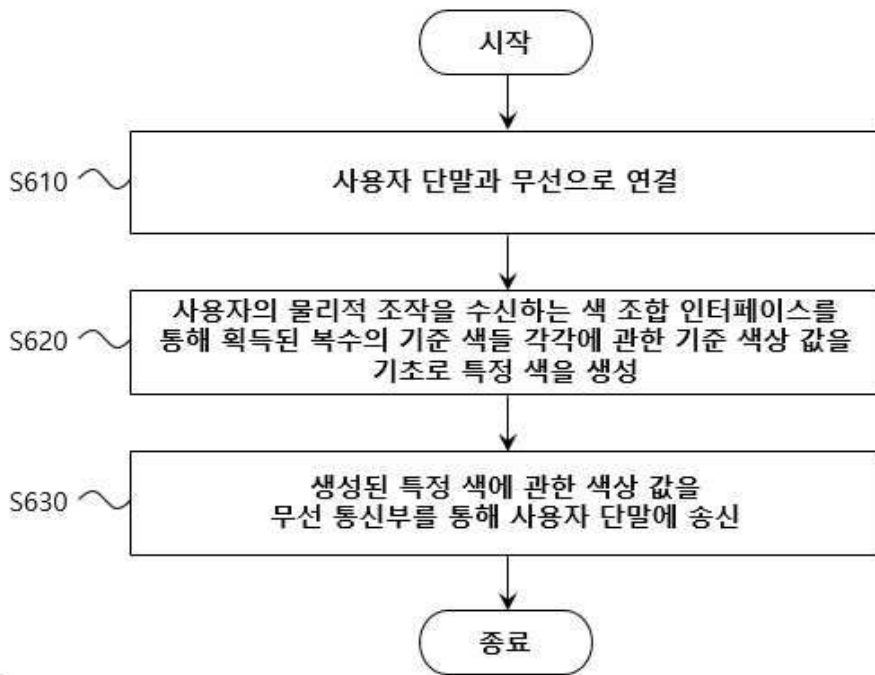 시작
S610
사용자 단말과 무선으로 연결
S620
사용자의 물리적 조작을 수신하는 색 조합 인터페이스를
통해 획득된 복수의 기준 색들 각각에 관한 기준 색상 값을
기초로 특정 색을 생성
S630
생성된 특정 색에 관한 색상 값을
무선 통신부를 통해 사용자 단말에 송신
종료